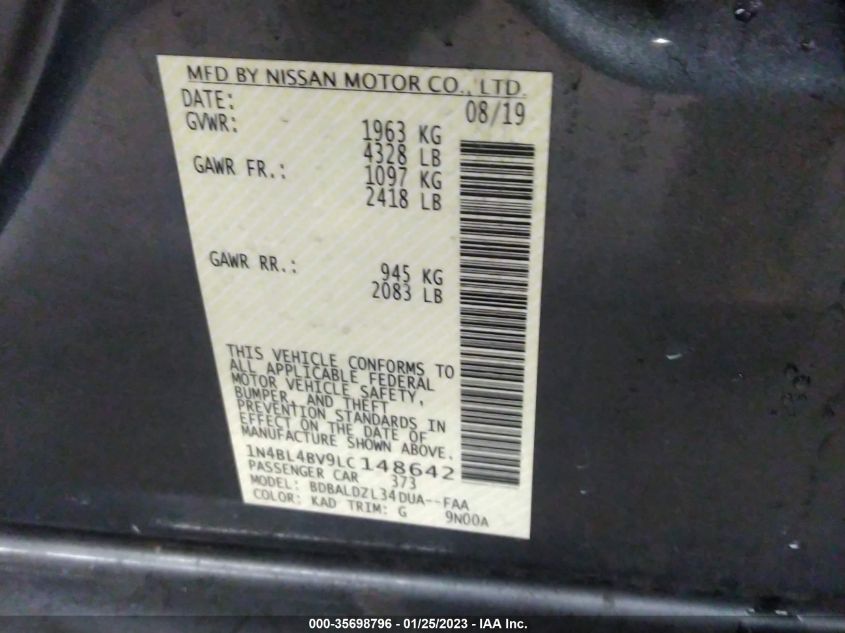 MFD BY NISSAN MOTOR CO., LTD.
DATE: 08/19
GVWR: 1963 KG
4328 LB
GAWR FR.: 1097 KG
2418 LB
GAWR RR.: 945 KG
2083 LB
THIS VEHICLE CONFORMS TO
ALL APPLICABLE FEDERAL
MOTOR VEHICLE SAFETY,
BUMPER, AND THEFT
PREVENTION STANDARDS IN
EFFECT ON THE DATE OF
MANUFACTURE SHOWN ABOVE.
1N4BL4BV9LC148642
PASSENGER CAR 373
MODEL: BDBALDZL34DUA--FAA
COLOR: KAD TRIM: G 9N00A
000-35698796 — 01/25/2023 — IAA Inc.